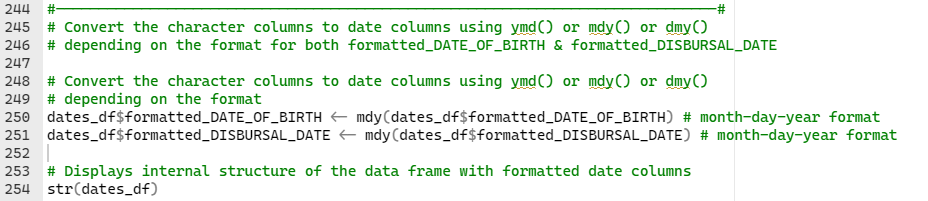 244 #——————————————————————————————————————————————————————————————————————————#
245 # Convert the character columns to date columns using ymd() or mdy() or dmy()
246 # depending on the format for both formatted_DATE_OF_BIRTH & formatted_DISBURSAL_DATE
247
248 # Convert the character columns to date columns using ymd() or mdy() or dmy()
249 # depending on the format
250 dates_df$formatted_DATE_OF_BIRTH <- mdy(dates_df$formatted_DATE_OF_BIRTH) # month-day-year format
251 dates_df$formatted_DISBURSAL_DATE <- mdy(dates_df$formatted_DISBURSAL_DATE) # month-day-year format
252
253 # Displays internal structure of the data frame with formatted date columns
254 str(dates_df)